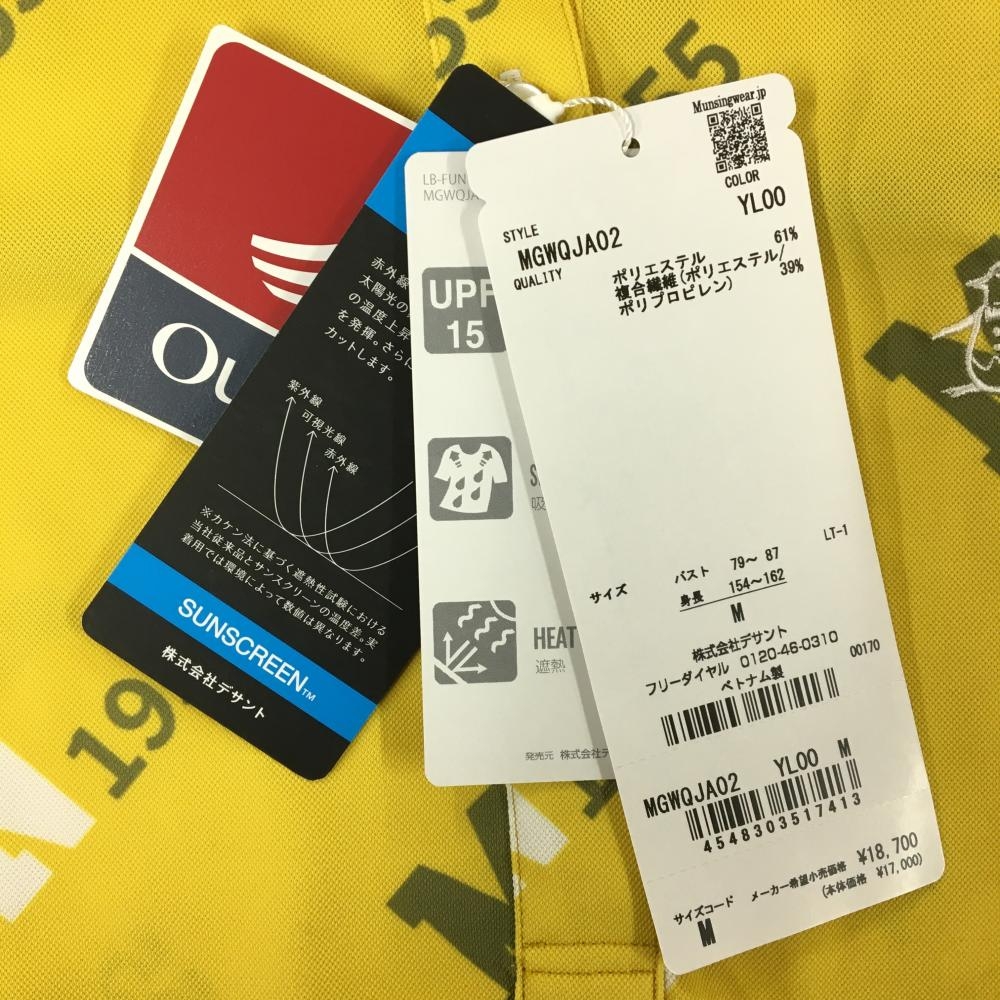 55
OU
赤外線
太陽光の
の温度上昇
を発揮。さらに
カットします。
紫外線
可視光線
赤外線
※カケン法に基づく遮熱性試験における
当社従来品とサンスクリーンの温度差。実
着用では環境によって数値は異なります。
SUNSCREEN™
株式会社デサント
LB-FUN
MGWQJA
UPF
15
S
吸
HEAT
遮熱
発売元 株式会社デ
Munsingwear.jp
COLOR
YL00
STYLE
MGWQJA02
QUALITY
ポリエステル 61%
複合繊維(ポリエステル/
ポリプロピレン) 39%
LT-1
サイズ
バスト 79～ 87
身長 154～162
M
株式会社デサント
フリーダイヤル 0120-46-0310
00170
ベトナム製
MGWQJA02 YL00 M
4548303517413
メーカー希望小売価格 ¥18,700
(本体価格 ¥17,000)
サイズコード
M
19
M